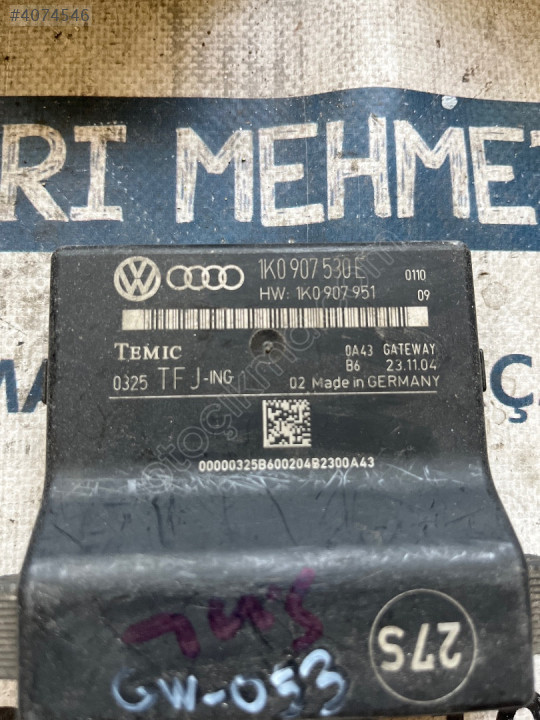 #4074546
RI MEHMET
1K0 907 530 E 0110
HW: 1K0 907 951 09
TEMIC 0A43 GATEWAY
B6 23.11.04
0325 TFJ-ING 02 Made in GERMANY
00000325B600204B2300A43
27S
GW-053